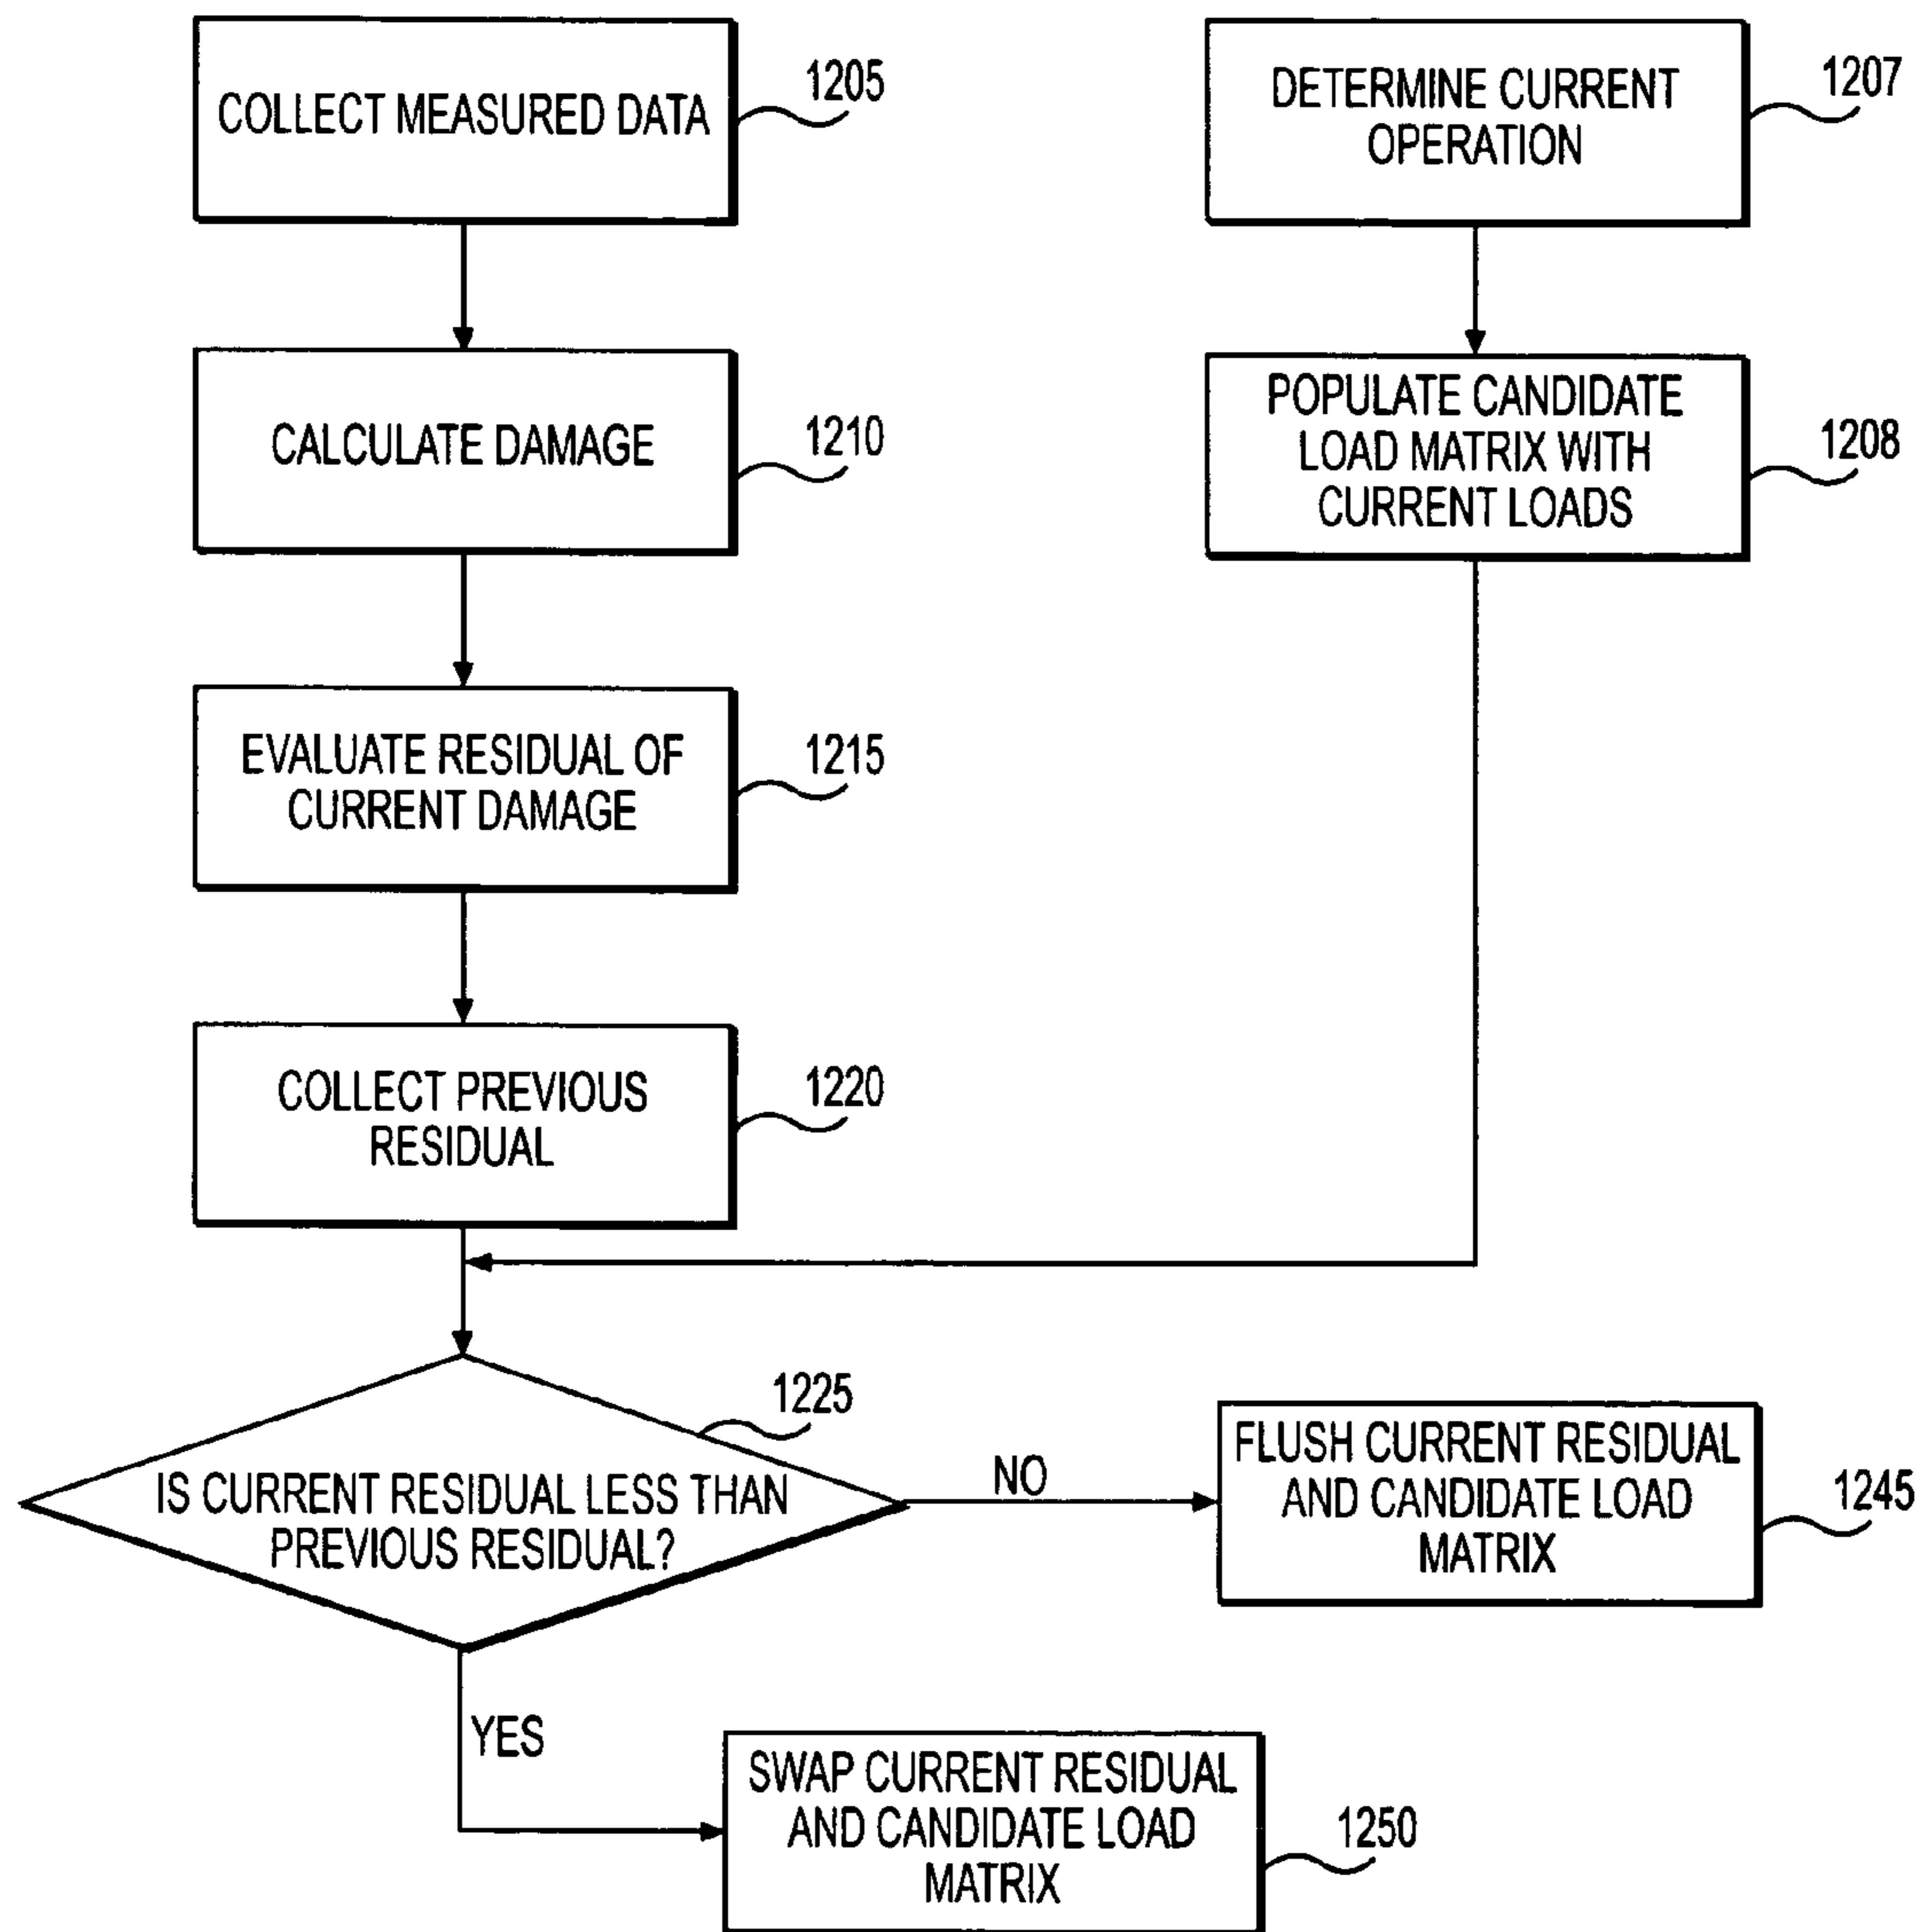 COLLECT MEASURED DATA
1205
DETERMINE CURRENT
OPERATION
1207
CALCULATE DAMAGE
1210
POPULATE CANDIDATE
LOAD MATRIX WITH
CURRENT LOADS
1208
EVALUATE RESIDUAL OF
CURRENT DAMAGE
1215
COLLECT PREVIOUS
RESIDUAL
1220
1225
IS CURRENT RESIDUAL LESS THAN
PREVIOUS RESIDUAL?
NO
FLUSH CURRENT RESIDUAL
AND CANDIDATE LOAD
MATRIX
1245
YES
SWAP CURRENT RESIDUAL
AND CANDIDATE LOAD
MATRIX
1250